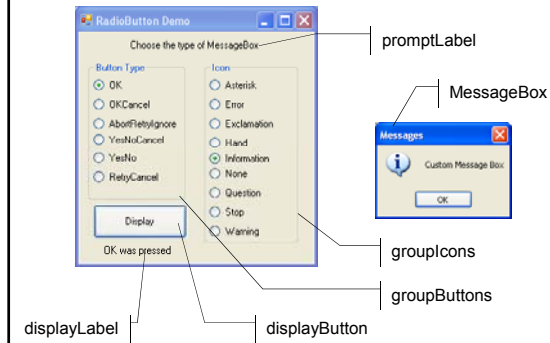 RadioButton Demo
Choose the type of MessageBox
promptLabel
Button Type
OK
OKCancel
AbortRetryIgnore
YesNoCancel
YesNo
RetryCancel
Icon
Asterisk
Error
Exclamation
Hand
Information
None
Question
Stop
Warning
MessageBox
Messages
Custom Message Box
OK
Display
OK was pressed
groupIcons
groupButtons
displayLabel
displayButton